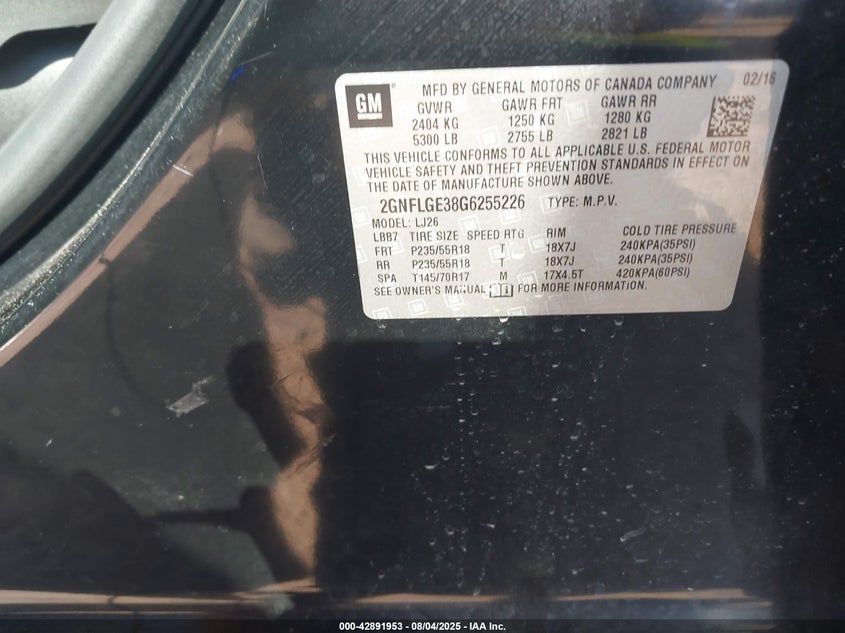 GM
MFD BY GENERAL MOTORS OF CANADA COMPANY 02/16
GVWR GAWR FRT GAWR RR
2404 KG 1250 KG 1280 KG
5300 LB 2755 LB 2821 LB
THIS VEHICLE CONFORMS TO ALL APPLICABLE U.S. FEDERAL MOTOR
VEHICLE SAFETY AND THEFT PREVENTION STANDARDS IN EFFECT ON
THE DATE OF MANUFACTURE SHOWN ABOVE.
2GNFLGE38G6255226 TYPE: M.P.V.
MODEL: LJ26
LBB7 TIRE SIZE SPEED RTG RIM COLD TIRE PRESSURE
FRT P235/55R18 T 18X7J 240KPA(35PSI)
RR P235/55R18 T 18X7J 240KPA(35PSI)
SPA T145/70R17 M 17X4.5T 420KPA(60PSI)
SEE OWNER'S MANUAL FOR MORE INFORMATION.
000-42891953 - 08/04/2025 - IAA Inc.